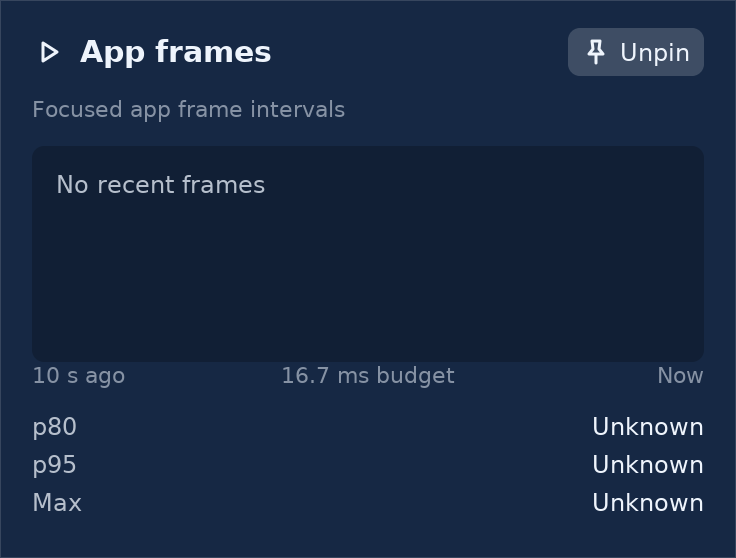 App frames
Unpin
Focused app frame intervals
No recent frames
10 s ago 16.7 ms budget Now
p80 Unknown
p95 Unknown
Max Unknown